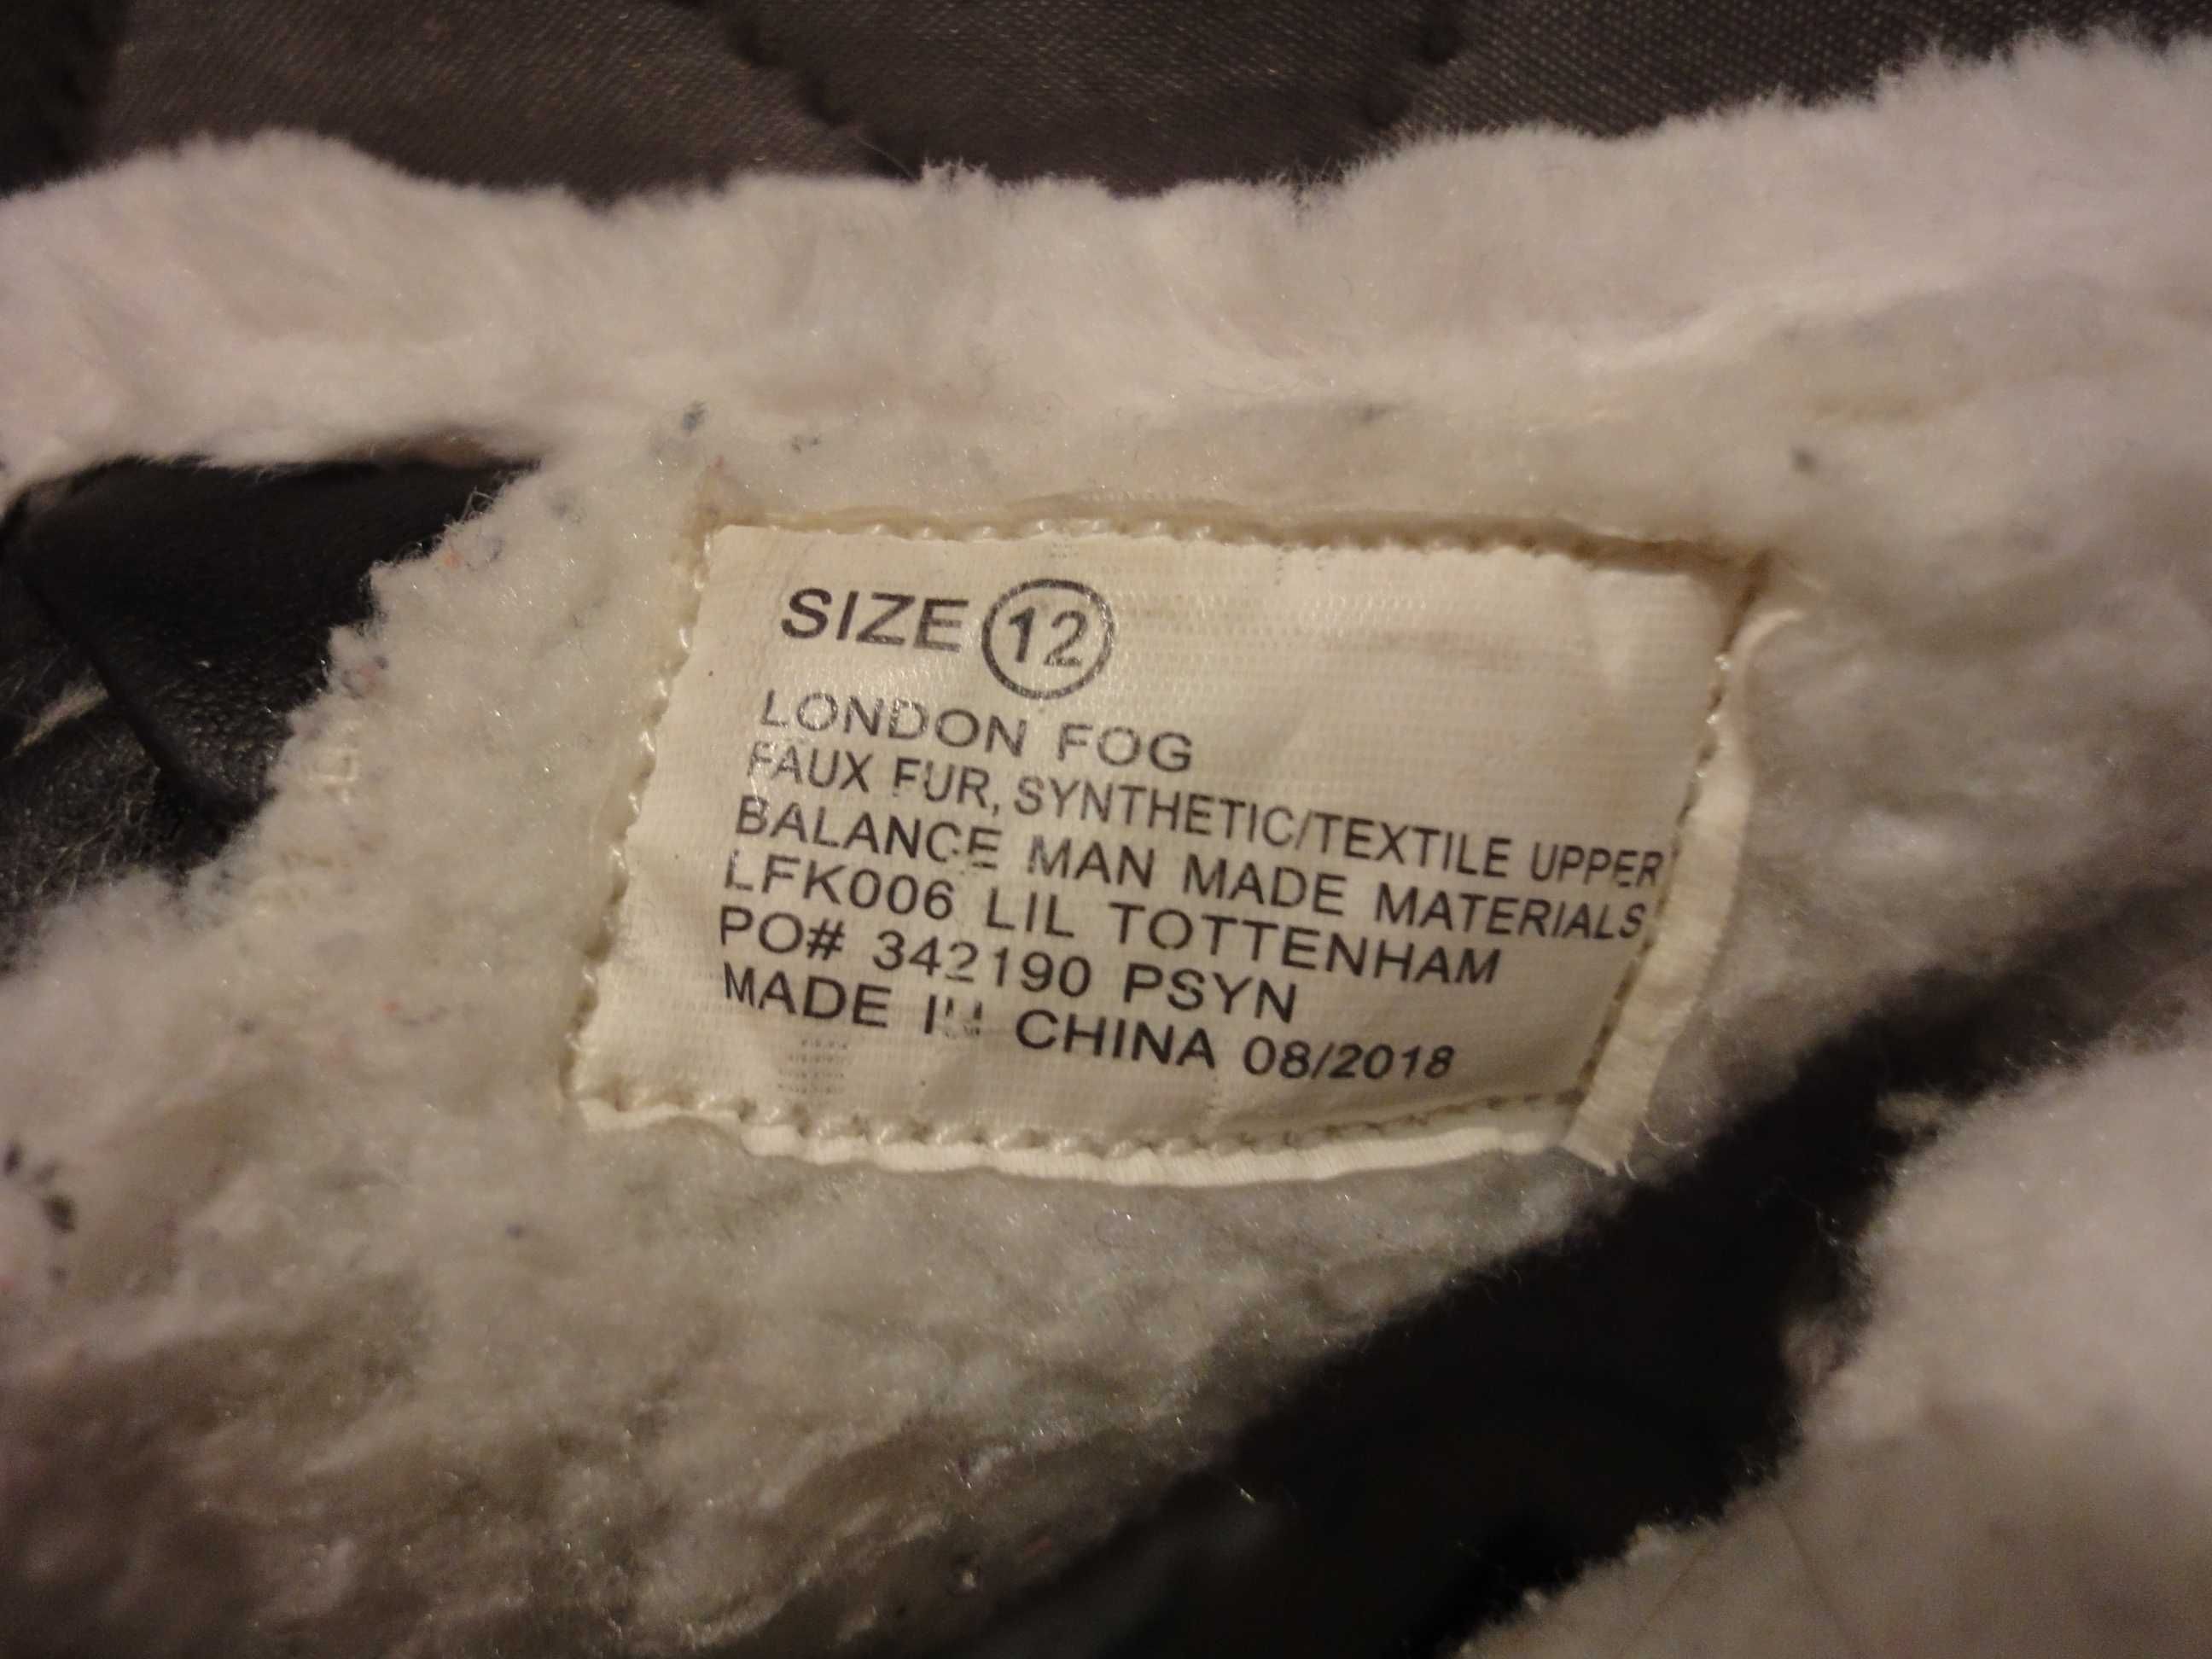 SIZE 12
LONDON FOG
FAUX FUR, SYNTHETIC/TEXTILE UPPER
BALANCE MAN MADE MATERIALS
LFK006 LIL TOTTENHAM
PO# 342190 PSYN
MADE IN CHINA 08/2018